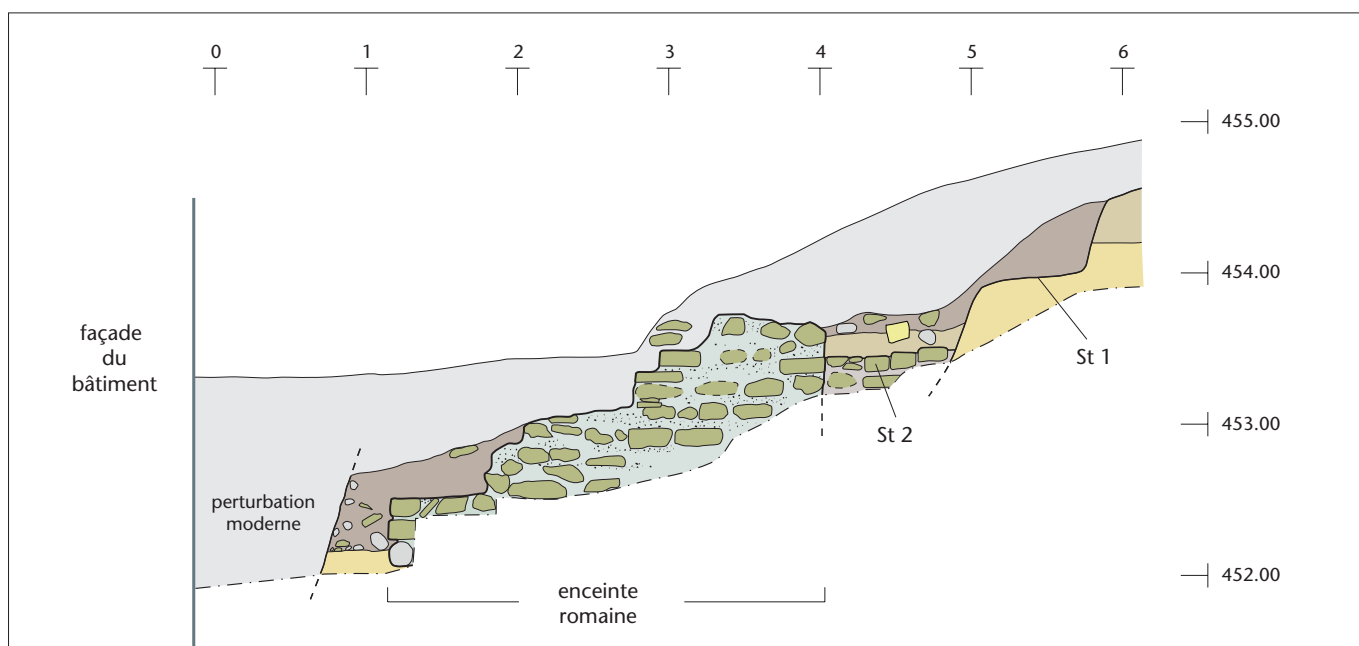 0 1 2 3 4 5 6
455.00
454.00
façade
du
bâtiment
St 1
453.00
St 2
perturbation
moderne
452.00
enceinte
romaine